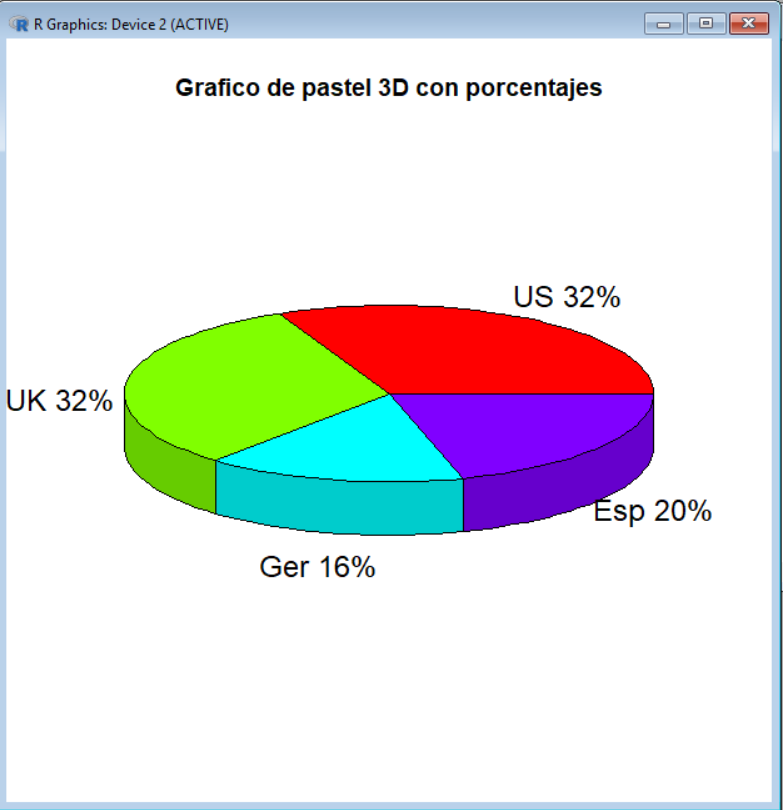 R Graphics: Device 2 (ACTIVE)
Grafico de pastel 3D con porcentajes
US 32%
UK 32%
Esp 20%
Ger 16%